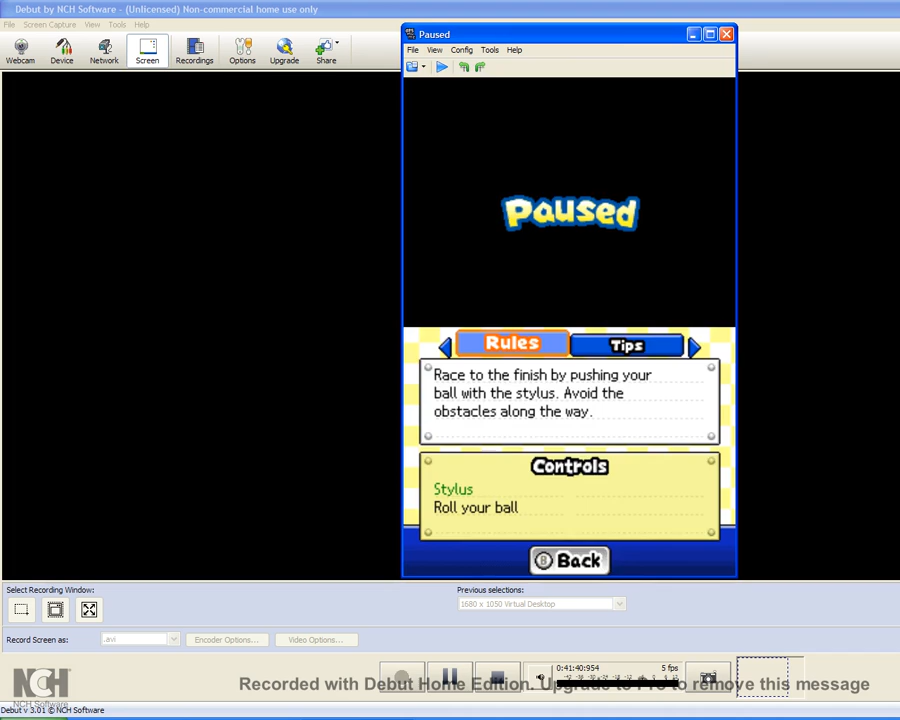 Debut by NCH Software - (Unlicensed) Non-commercial home use only
File Screen Capture View Tools Help
Webcam Device Network Screen Recordings Options Upgrade Share
Paused
File View Config Tools Help
Paused
Rules Tips
Race to the finish by pushing your
ball with the stylus. Avoid the
obstacles along the way.
Controls
Stylus
Roll your ball
B Back
Select Recording Window:
Previous selections:
1680 x 1050 Virtual Desktop
Record Screen as: .avi Encoder Options... Video Options...
0:41:40:954 5 fps
Recorded with Debut Home Edition. Upgrade to Pro to remove this message
NCH
NCH Software
Debut v 3.01 © NCH Software